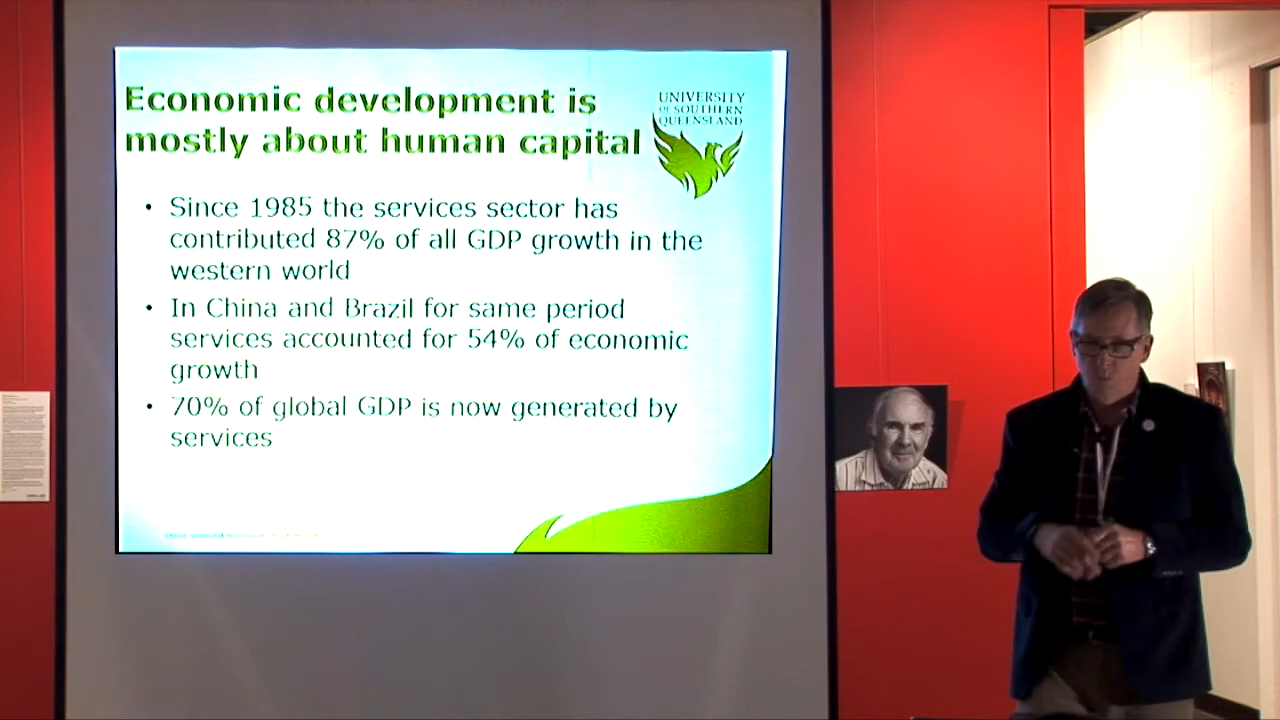 Economic development is
mostly about human capital
UNIVERSITY
OF SOUTHERN
QUEENSLAND
• Since 1985 the services sector has
contributed 87% of all GDP growth in the
western world
• In China and Brazil for same period
services accounted for 54% of economic
growth
• 70% of global GDP is now generated by
services